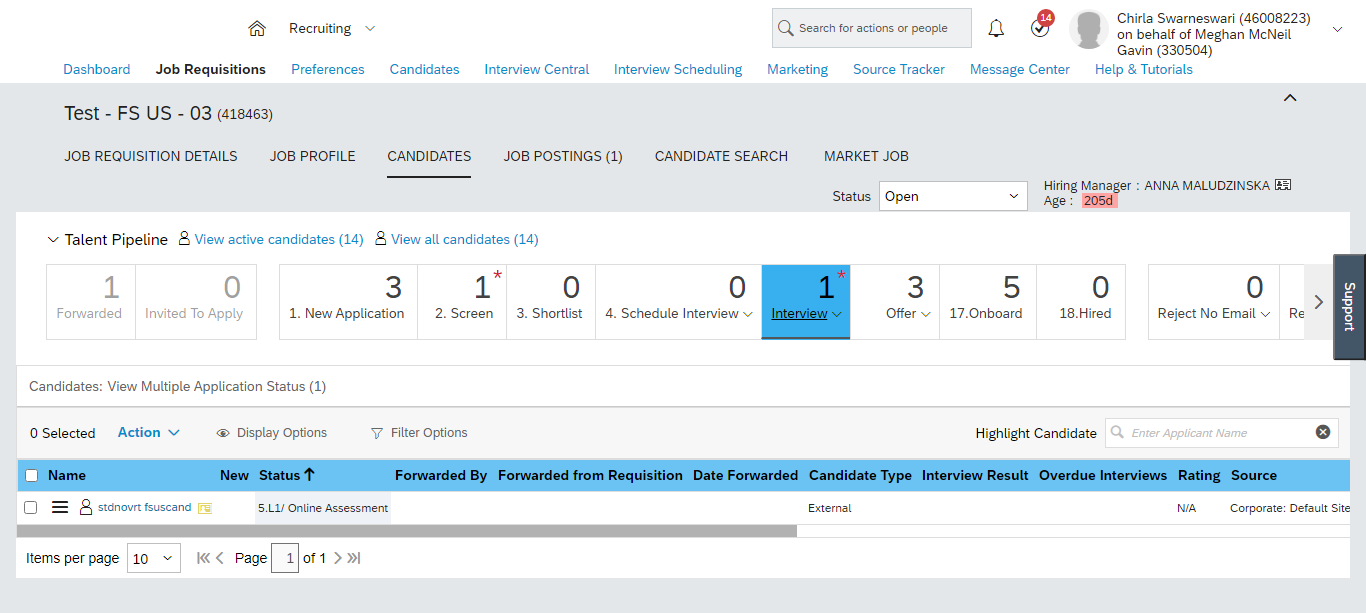 Recruiting
Search for actions or people
14
Chirla Swarneswari (46008223)
on behalf of Meghan McNeil
Gavin (330504)
Dashboard Job Requisitions Preferences Candidates Interview Central Interview Scheduling Marketing Source Tracker Message Center Help & Tutorials
Test - FS US - 03 (418463)
JOB REQUISITION DETAILS JOB PROFILE CANDIDATES JOB POSTINGS (1) CANDIDATE SEARCH MARKET JOB
Status Open
Hiring Manager : ANNA MALUDZINSKA
Age : 205d
Talent Pipeline View active candidates (14) View all candidates (14)
1 0 3 1* 0 0 1* 3 5 0 0
Forwarded Invited To Apply 1. New Application 2. Screen 3. Shortlist 4. Schedule Interview Interview Offer 17.Onboard 18.Hired Reject No Email Re
Support
Candidates: View Multiple Application Status (1)
0 Selected Action Display Options Filter Options Highlight Candidate Enter Applicant Name
Name New Status Forwarded By Forwarded from Requisition Date Forwarded Candidate Type Interview Result Overdue Interviews Rating Source
stdnovrt fsuscand 5.L1/ Online Assessment External N/A Corporate: Default Site
Items per page 10 Page 1 of 1